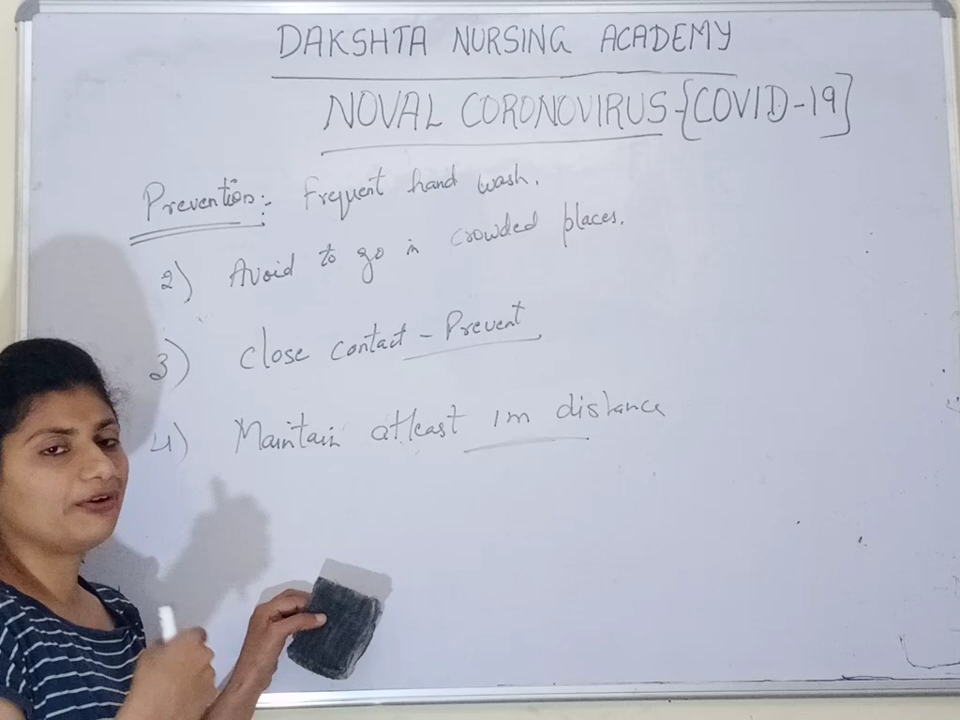 DAKSHTA NURSING ACADEMY
NOVAL CORONOVIRUS-{COVID-19]
Prevention:- Frequent hand wash.
2) Avoid to go in crowded places.
3) Close contact - Prevent
4) Maintain atleast 1m distance